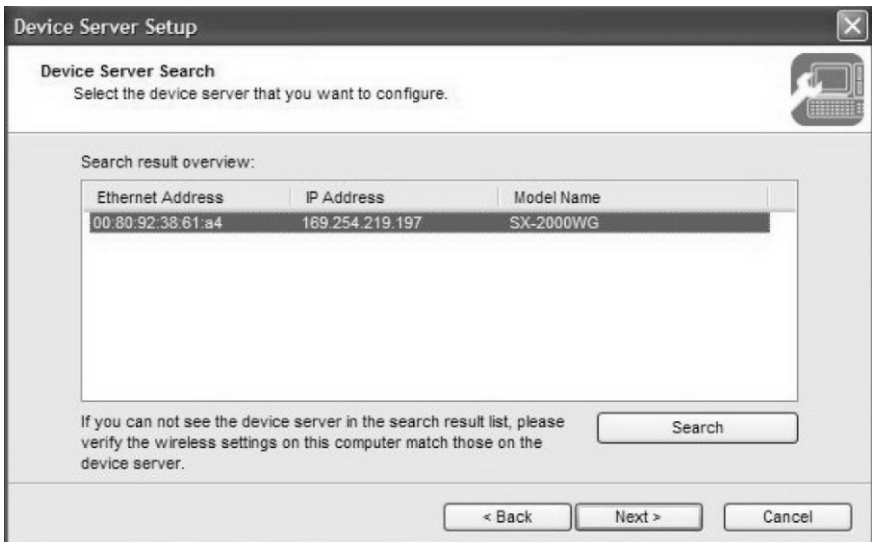 Device Server Setup
Device Server Search
Select the device server that you want to configure.
Search result overview:
Ethernet Address IP Address Model Name
00:80:92:38:61:a4 169.254.219.197 SX-2000WG
If you can not see the device server in the search result list, please
verify the wireless settings on this computer match those on the
device server.
Search
< Back Next > Cancel